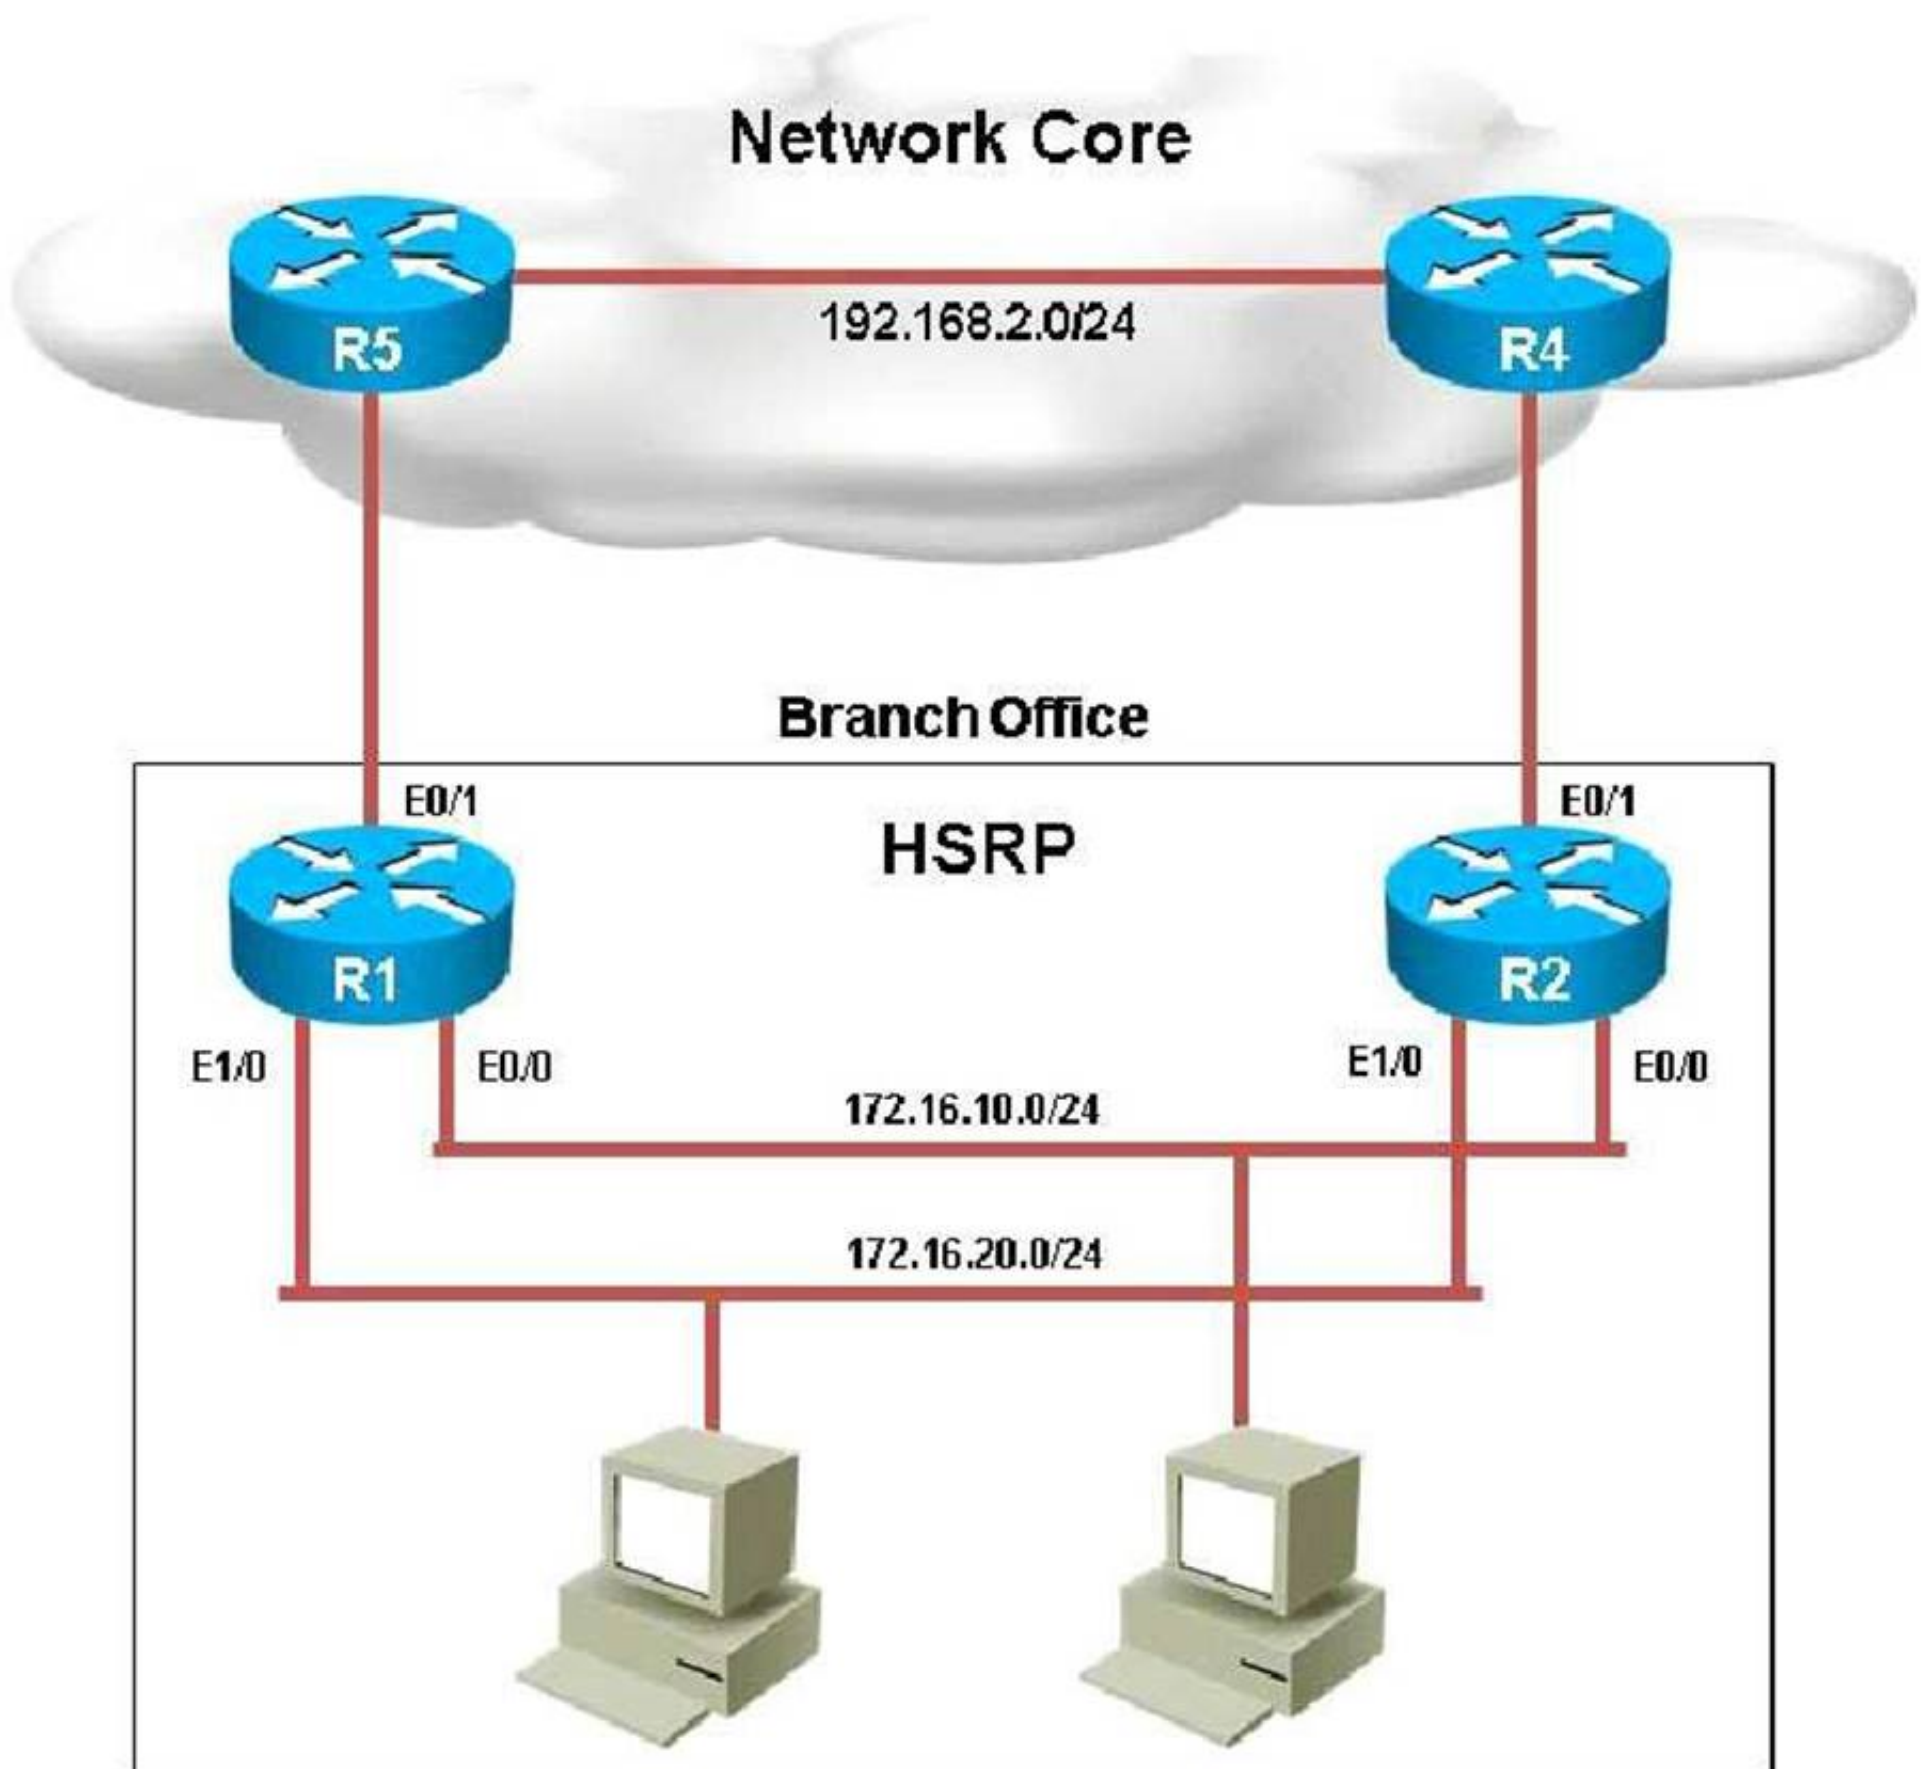 Network Core
192.168.2.0/24
R5
R4
Branch Office
E0/1
E0/1
HSRP
R1
R2
E1/0
E0/0
E1/0
E0/0
172.16.10.0/24
172.16.20.0/24